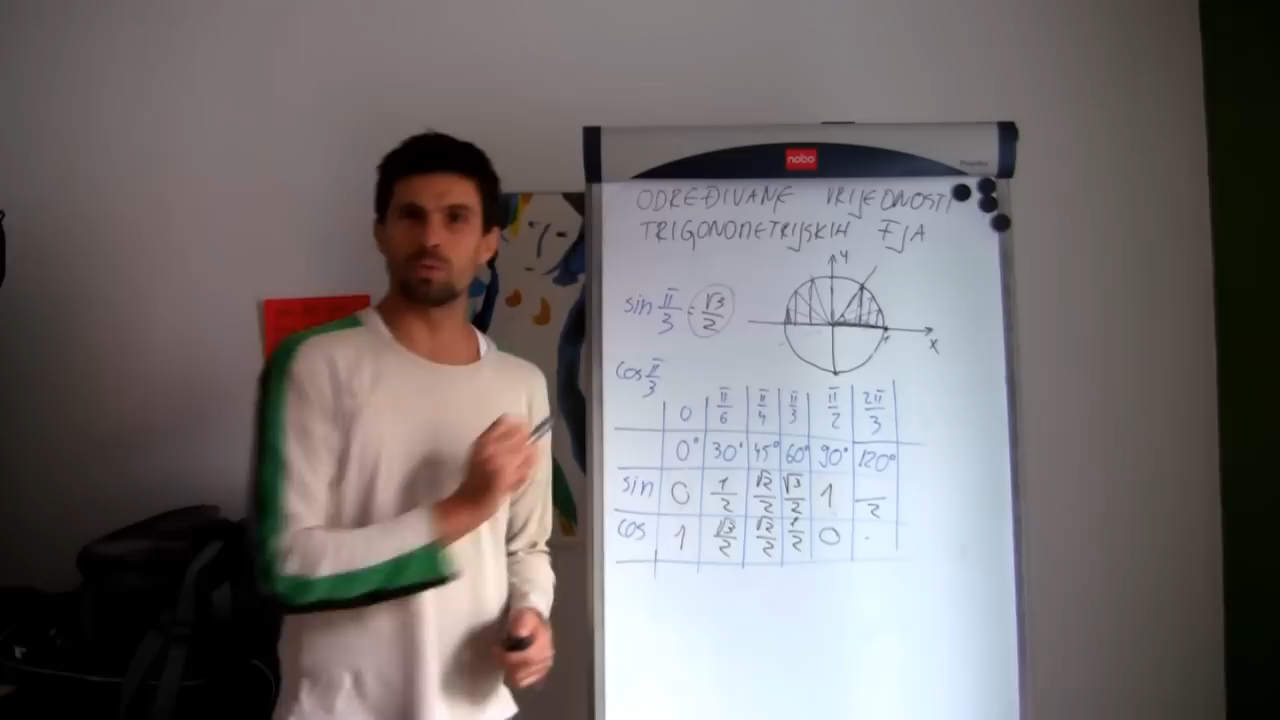 nobo
ODREĐIVANJE VRIJEDNOSTI
TRIGONOMETRIJSKIH FJA
y
x
1
sin π/3 = √3/2
cos π/3
0 π/6 π/4 π/3 π/2 2π/3
0° 30° 45° 60° 90° 120°
sin 0 1/2 √2/2 √3/2 1 /2
cos 1 √3/2 √2/2 1/2 0 .